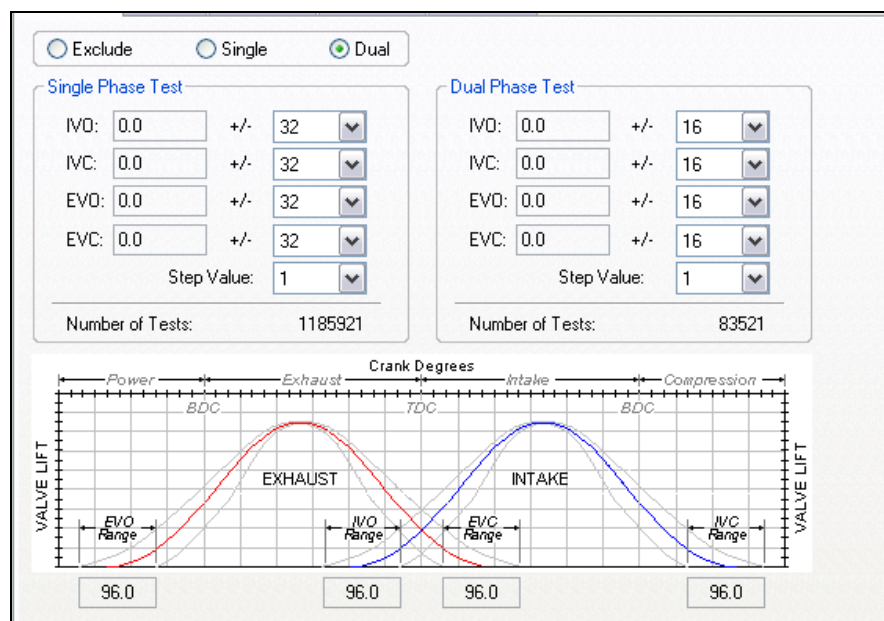 Exclude Single Dual
Single Phase Test
IVO: 0.0 +/- 32
IVC: 0.0 +/- 32
EVO: 0.0 +/- 32
EVC: 0.0 +/- 32
Step Value: 1
Number of Tests: 1185921
Dual Phase Test
IVO: 0.0 +/- 16
IVC: 0.0 +/- 16
EVO: 0.0 +/- 16
EVC: 0.0 +/- 16
Step Value: 1
Number of Tests: 83521
Crank Degrees
Power Exhaust Intake Compression
BDC TDC BDC
VALVE LIFT
EXHAUST INTAKE
VALVE LIFT
EVO Range
IVO Range
EVC Range
IVC Range
96.0 96.0 96.0 96.0